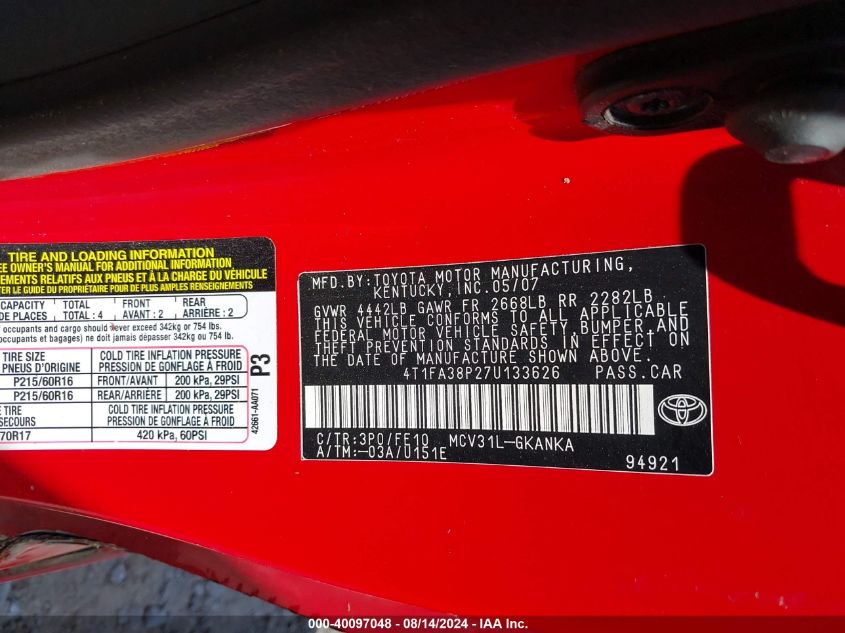 TIRE AND LOADING INFORMATION
OWNER'S MANUAL FOR ADDITIONAL INFORMATION
RELATIFS AUX PNEUS ET À LA CHARGE DU VÉHICULE
LE GUIDE DU PROPRIÉTAIRE POUR DE PLUS AMPLES RENSEIGNEMENTS
CAPACITY TOTAL FRONT REAR
DE PLACES TOTAL : 4 AVANT : 2 ARRIÈRE : 2
occupants and cargo should never exceed 342kg or 754 lbs.
occupants et bagages) ne doit jamais dépasser 342kg ou 754 lbs.
TIRE SIZE COLD TIRE INFLATION PRESSURE
PNEUS D'ORIGINE PRESSION DE GONFLAGE À FROID
P215/60R16 FRONT/AVANT 200 kPa, 29PSI
P215/60R16 REAR/ARRIÈRE 200 kPa, 29PSI
TIRE COLD TIRE INFLATION PRESSURE
SECOURS PRESSION DE GONFLAGE À FROID
70R17 420 kPa, 60PSI
P3
42661-AA071
MFD.BY:TOYOTA MOTOR MANUFACTURING,
KENTUCKY, INC. 05/07
GVWR 4442LB GAWR FR 2668LB RR 2282LB
THIS VEHICLE CONFORMS TO ALL APPLICABLE
FEDERAL MOTOR VEHICLE SAFETY, BUMPER, AND
THEFT PREVENTION STANDARDS IN EFFECT ON
THE DATE OF MANUFACTURE SHOWN ABOVE.
4T1FA38P27U133626 PASS.CAR
C/TR:3P0/FE10 MCV31L-GKANKA
A/TM:-03A/U151E
94921
000-40097048 - 08/14/2024 - IAA Inc.